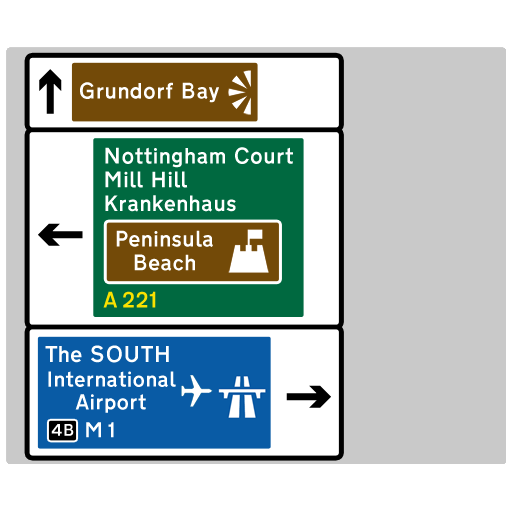 Grundorf Bay
Nottingham Court
Mill Hill
Krankenhaus
Peninsula
Beach
A 221
The SOUTH
International
Airport
4B M 1